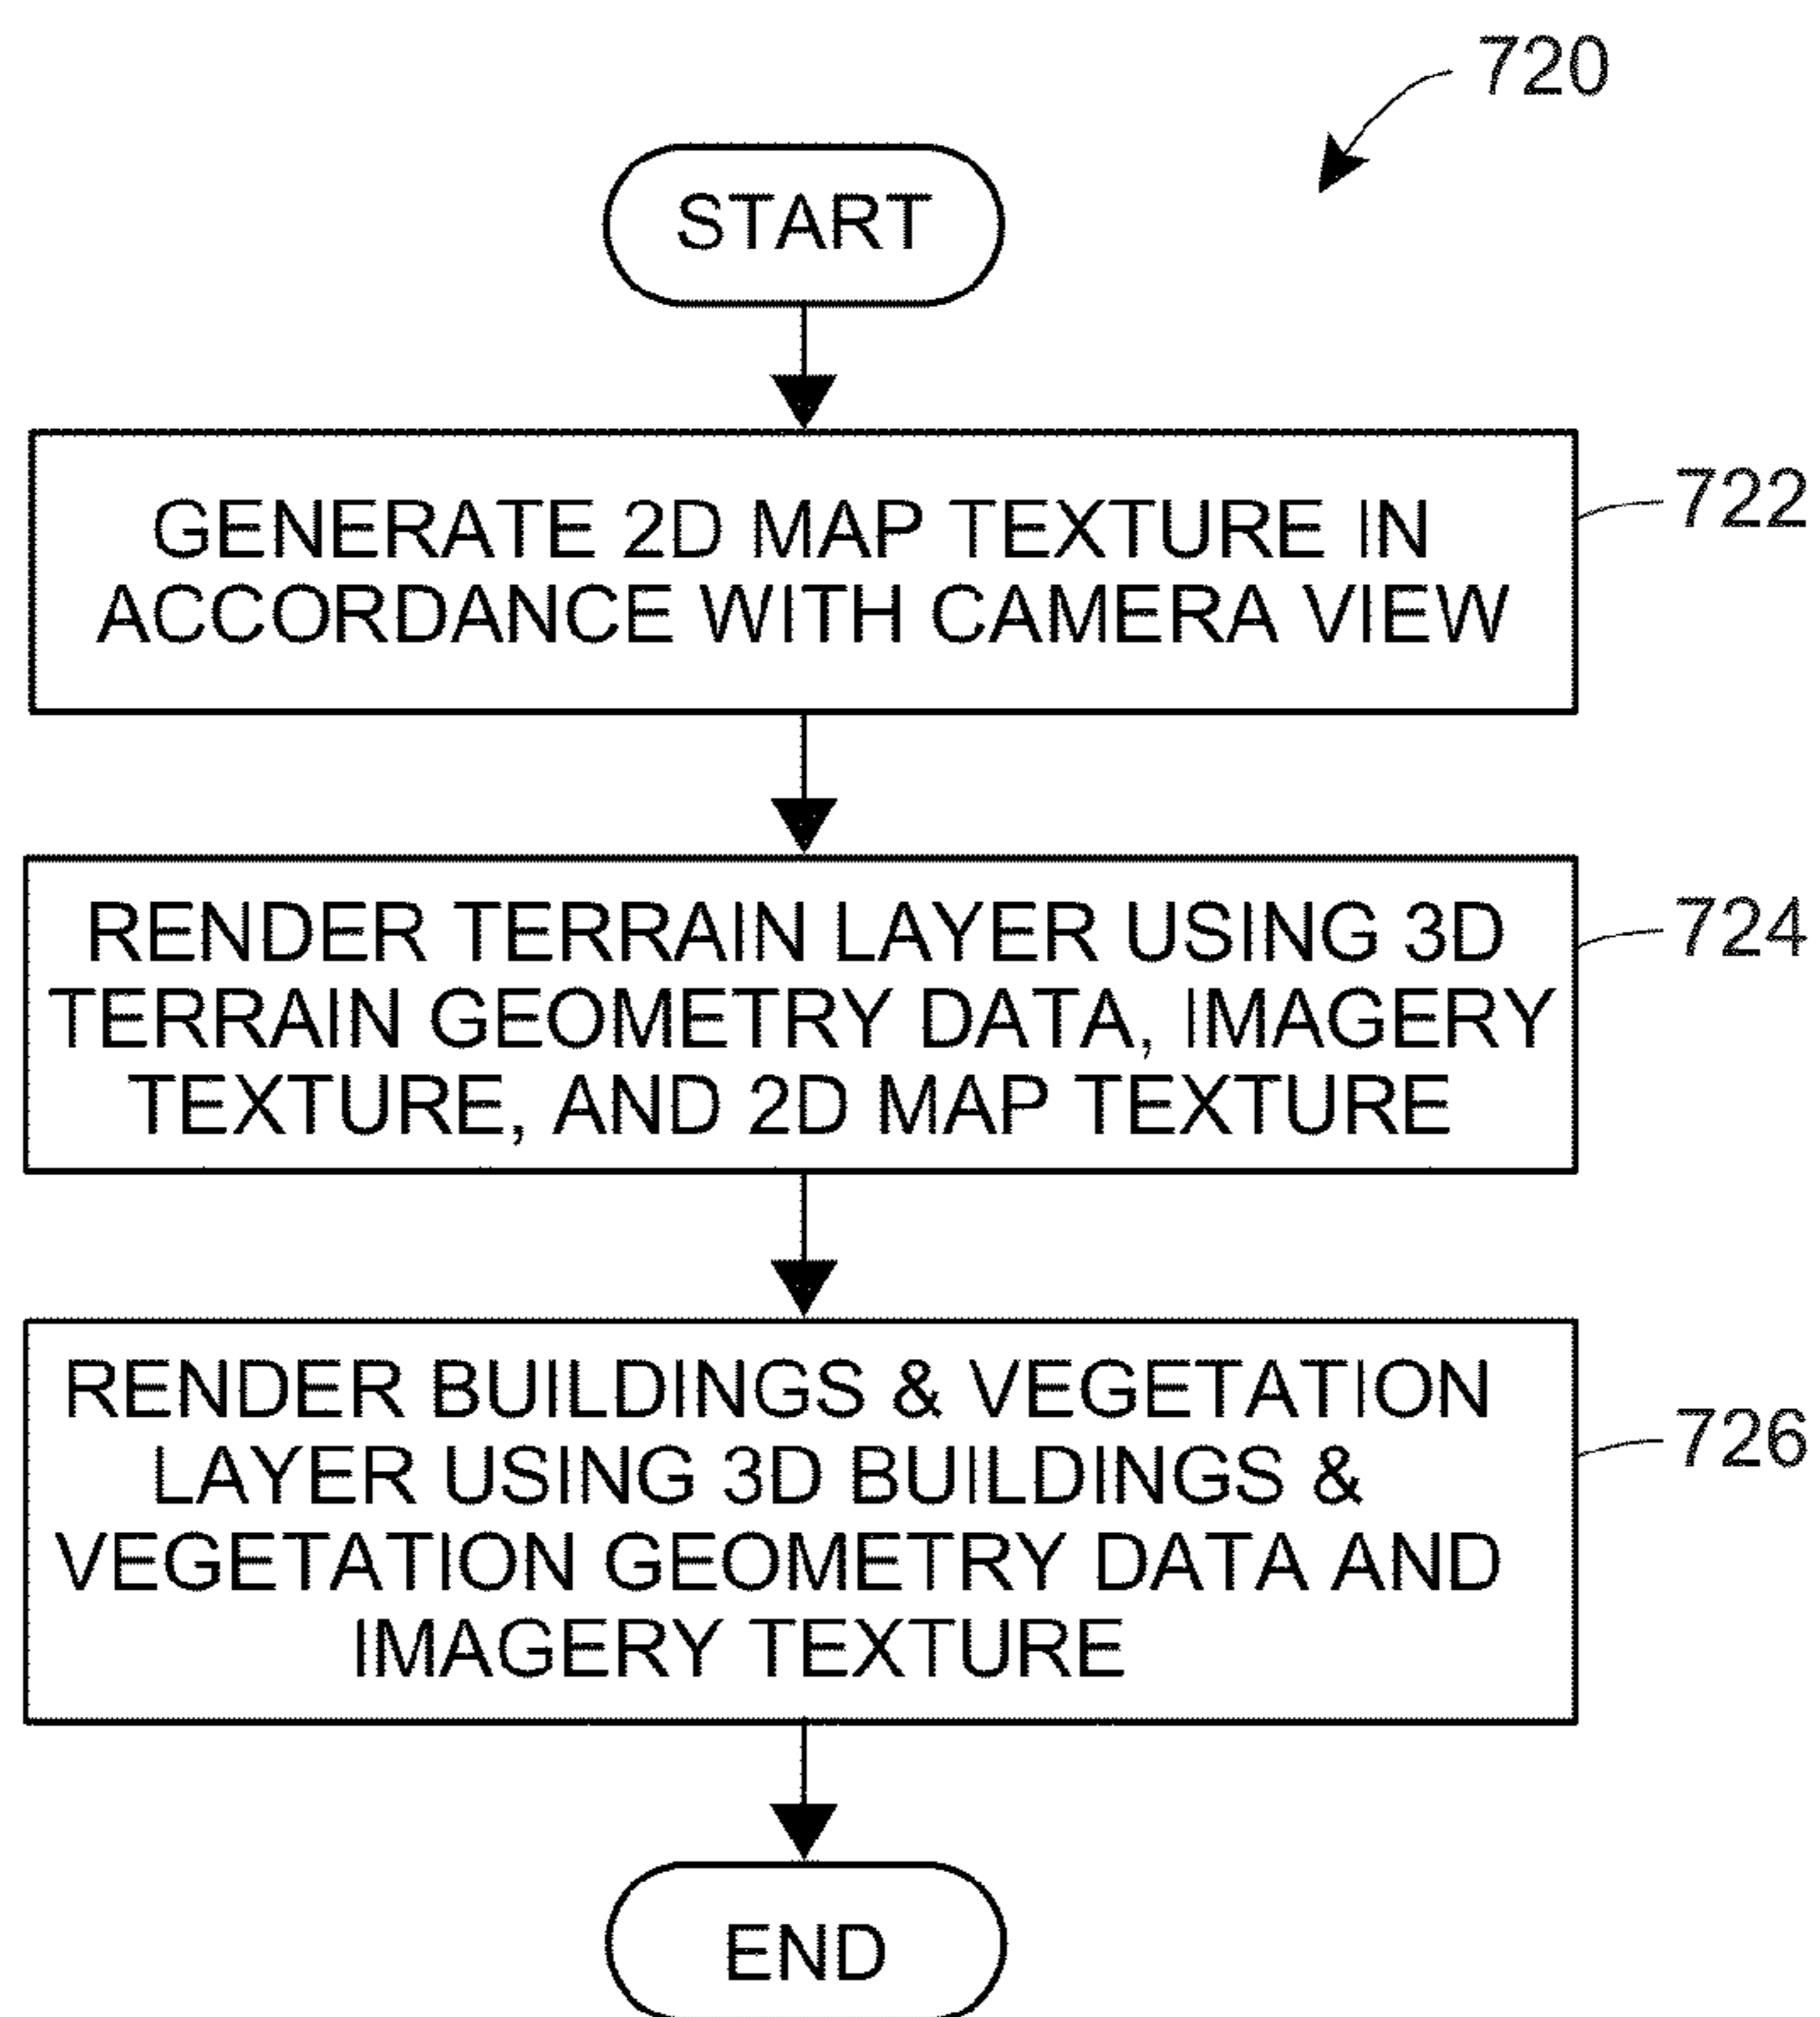 720
START
GENERATE 2D MAP TEXTURE IN
ACCORDANCE WITH CAMERA VIEW
722
RENDER TERRAIN LAYER USING 3D
TERRAIN GEOMETRY DATA, IMAGERY
TEXTURE, AND 2D MAP TEXTURE
724
RENDER BUILDINGS & VEGETATION
LAYER USING 3D BUILDINGS &
VEGETATION GEOMETRY DATA AND
IMAGERY TEXTURE
726
END